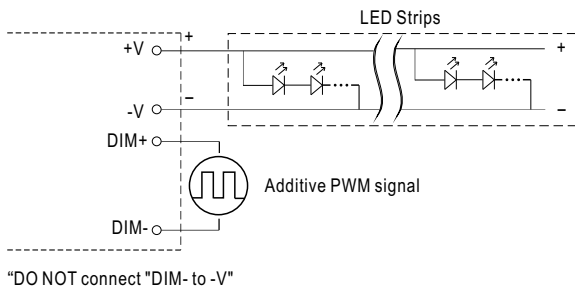 LED Strips
+V + +
-V − −
DIM+
Additive PWM signal
DIM-
“DO NOT connect "DIM- to -V"